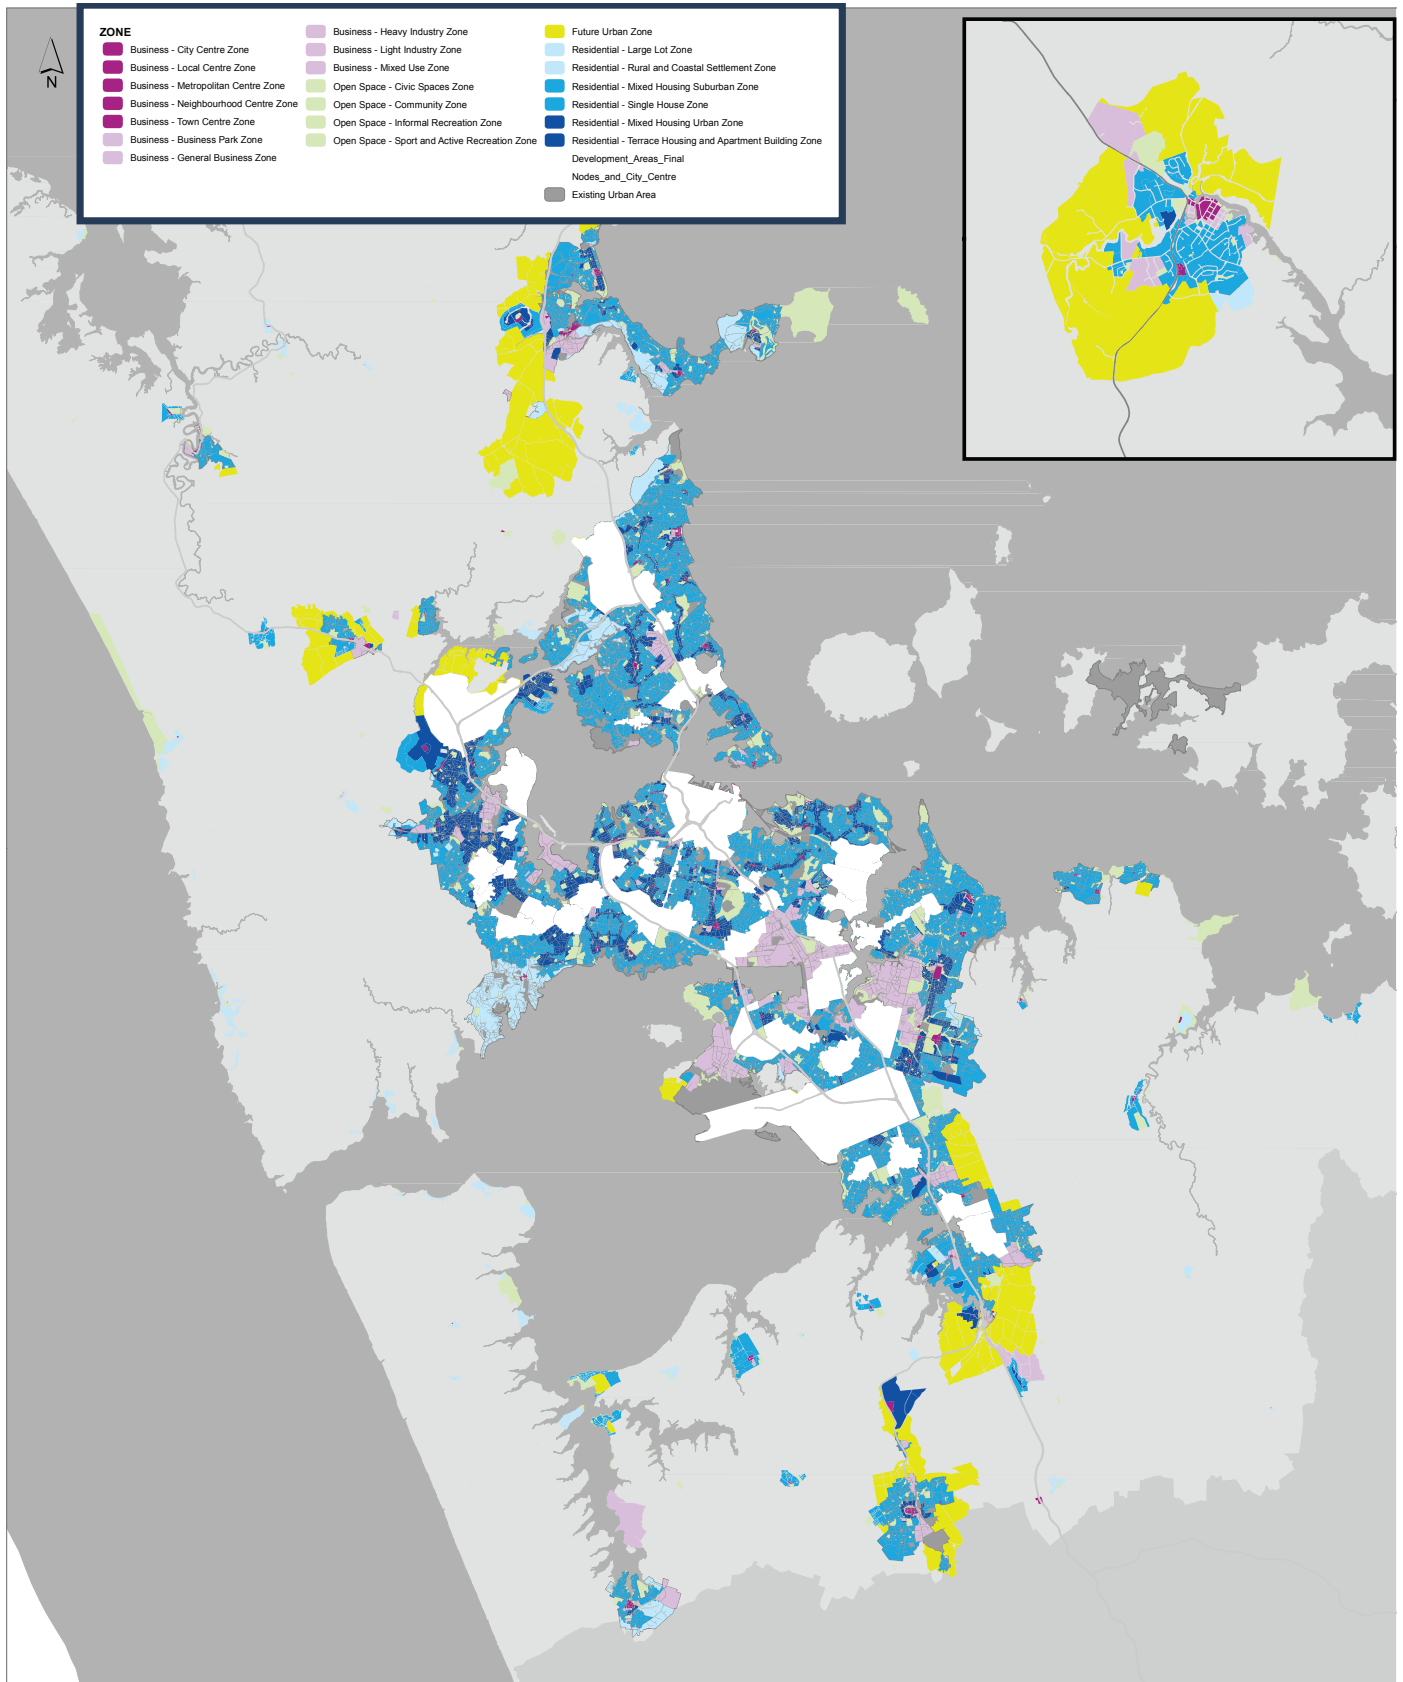 ZONE
Business - City Centre Zone
Business - Local Centre Zone
Business - Metropolitan Centre Zone
Business - Neighbourhood Centre Zone
Business - Town Centre Zone
Business - Business Park Zone
Business - General Business Zone
Business - Heavy Industry Zone
Business - Light Industry Zone
Business - Mixed Use Zone
Open Space - Civic Spaces Zone
Open Space - Community Zone
Open Space - Informal Recreation Zone
Open Space - Sport and Active Recreation Zone
Future Urban Zone
Residential - Large Lot Zone
Residential - Rural and Coastal Settlement Zone
Residential - Mixed Housing Suburban Zone
Residential - Single House Zone
Residential - Mixed Housing Urban Zone
Residential - Terrace Housing and Apartment Building Zone
Development_Areas_Final
Nodes_and_City_Centre
Existing Urban Area
N